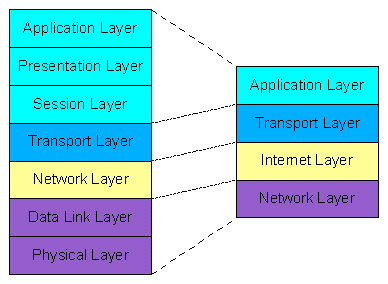 Application Layer
Presentation Layer
Session Layer
Transport Layer
Network Layer
Data Link Layer
Physical Layer
Application Layer
Transport Layer
Internet Layer
Network Layer